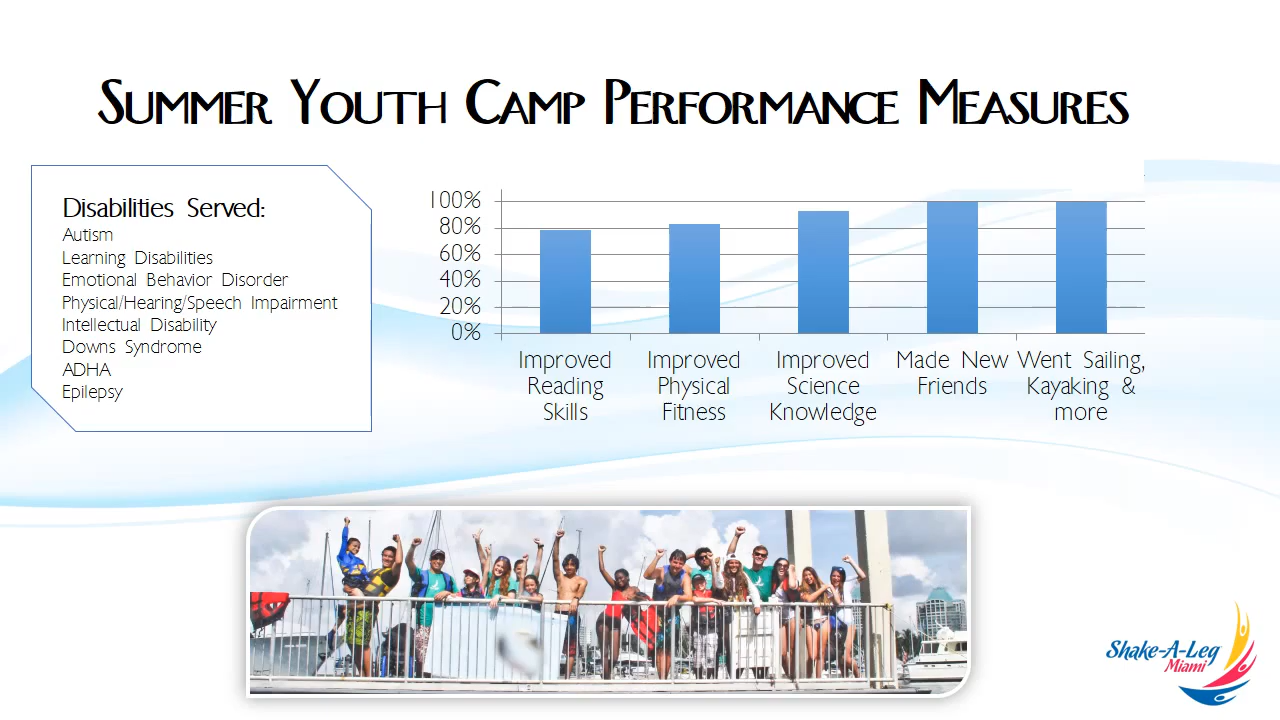 SUMMER YOUTH CAMP PERFORMANCE MEASURES
Disabilities Served:
Autism
Learning Disabilities
Emotional Behavior Disorder
Physical/Hearing/Speech Impairment
Intellectual Disability
Downs Syndrome
ADHA
Epilepsy
100%
80%
60%
40%
20%
0%
Improved
Reading
Skills
Improved
Physical
Fitness
Improved
Science
Knowledge
Made New
Friends
Went Sailing,
Kayaking &
more
Shake-A-Leg
Miami